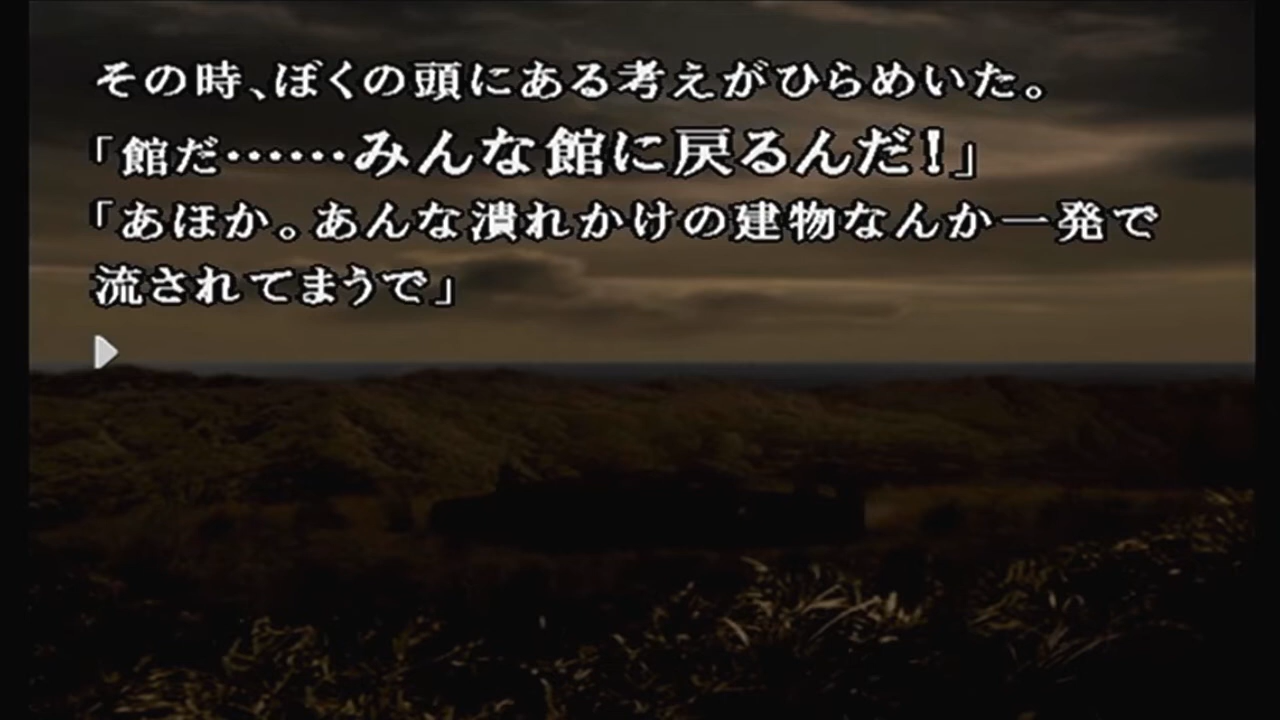 その時、ぼくの頭にある考えがひらめいた。
「館だ……みんな館に戻るんだ！」
「あほか。あんな潰れかけの建物なんか一発で
流されてまうで」